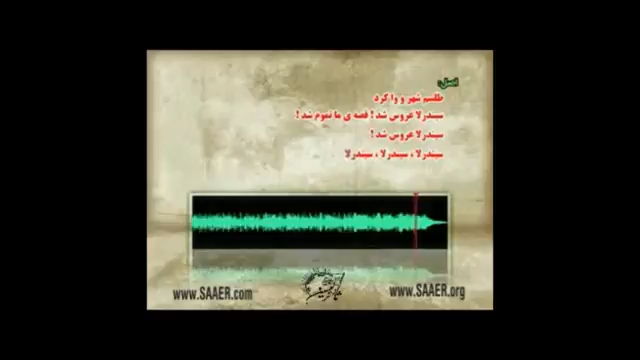 اصل:
طلسم شهر و وا کرد
سیندرلا عروس شد ! قصه ی ما تموم شد !
سیندرلا عروس شد !
سیندرلا ، سیندرلا ، سیندرلا
www.SAAER.com
www.SAAER.org